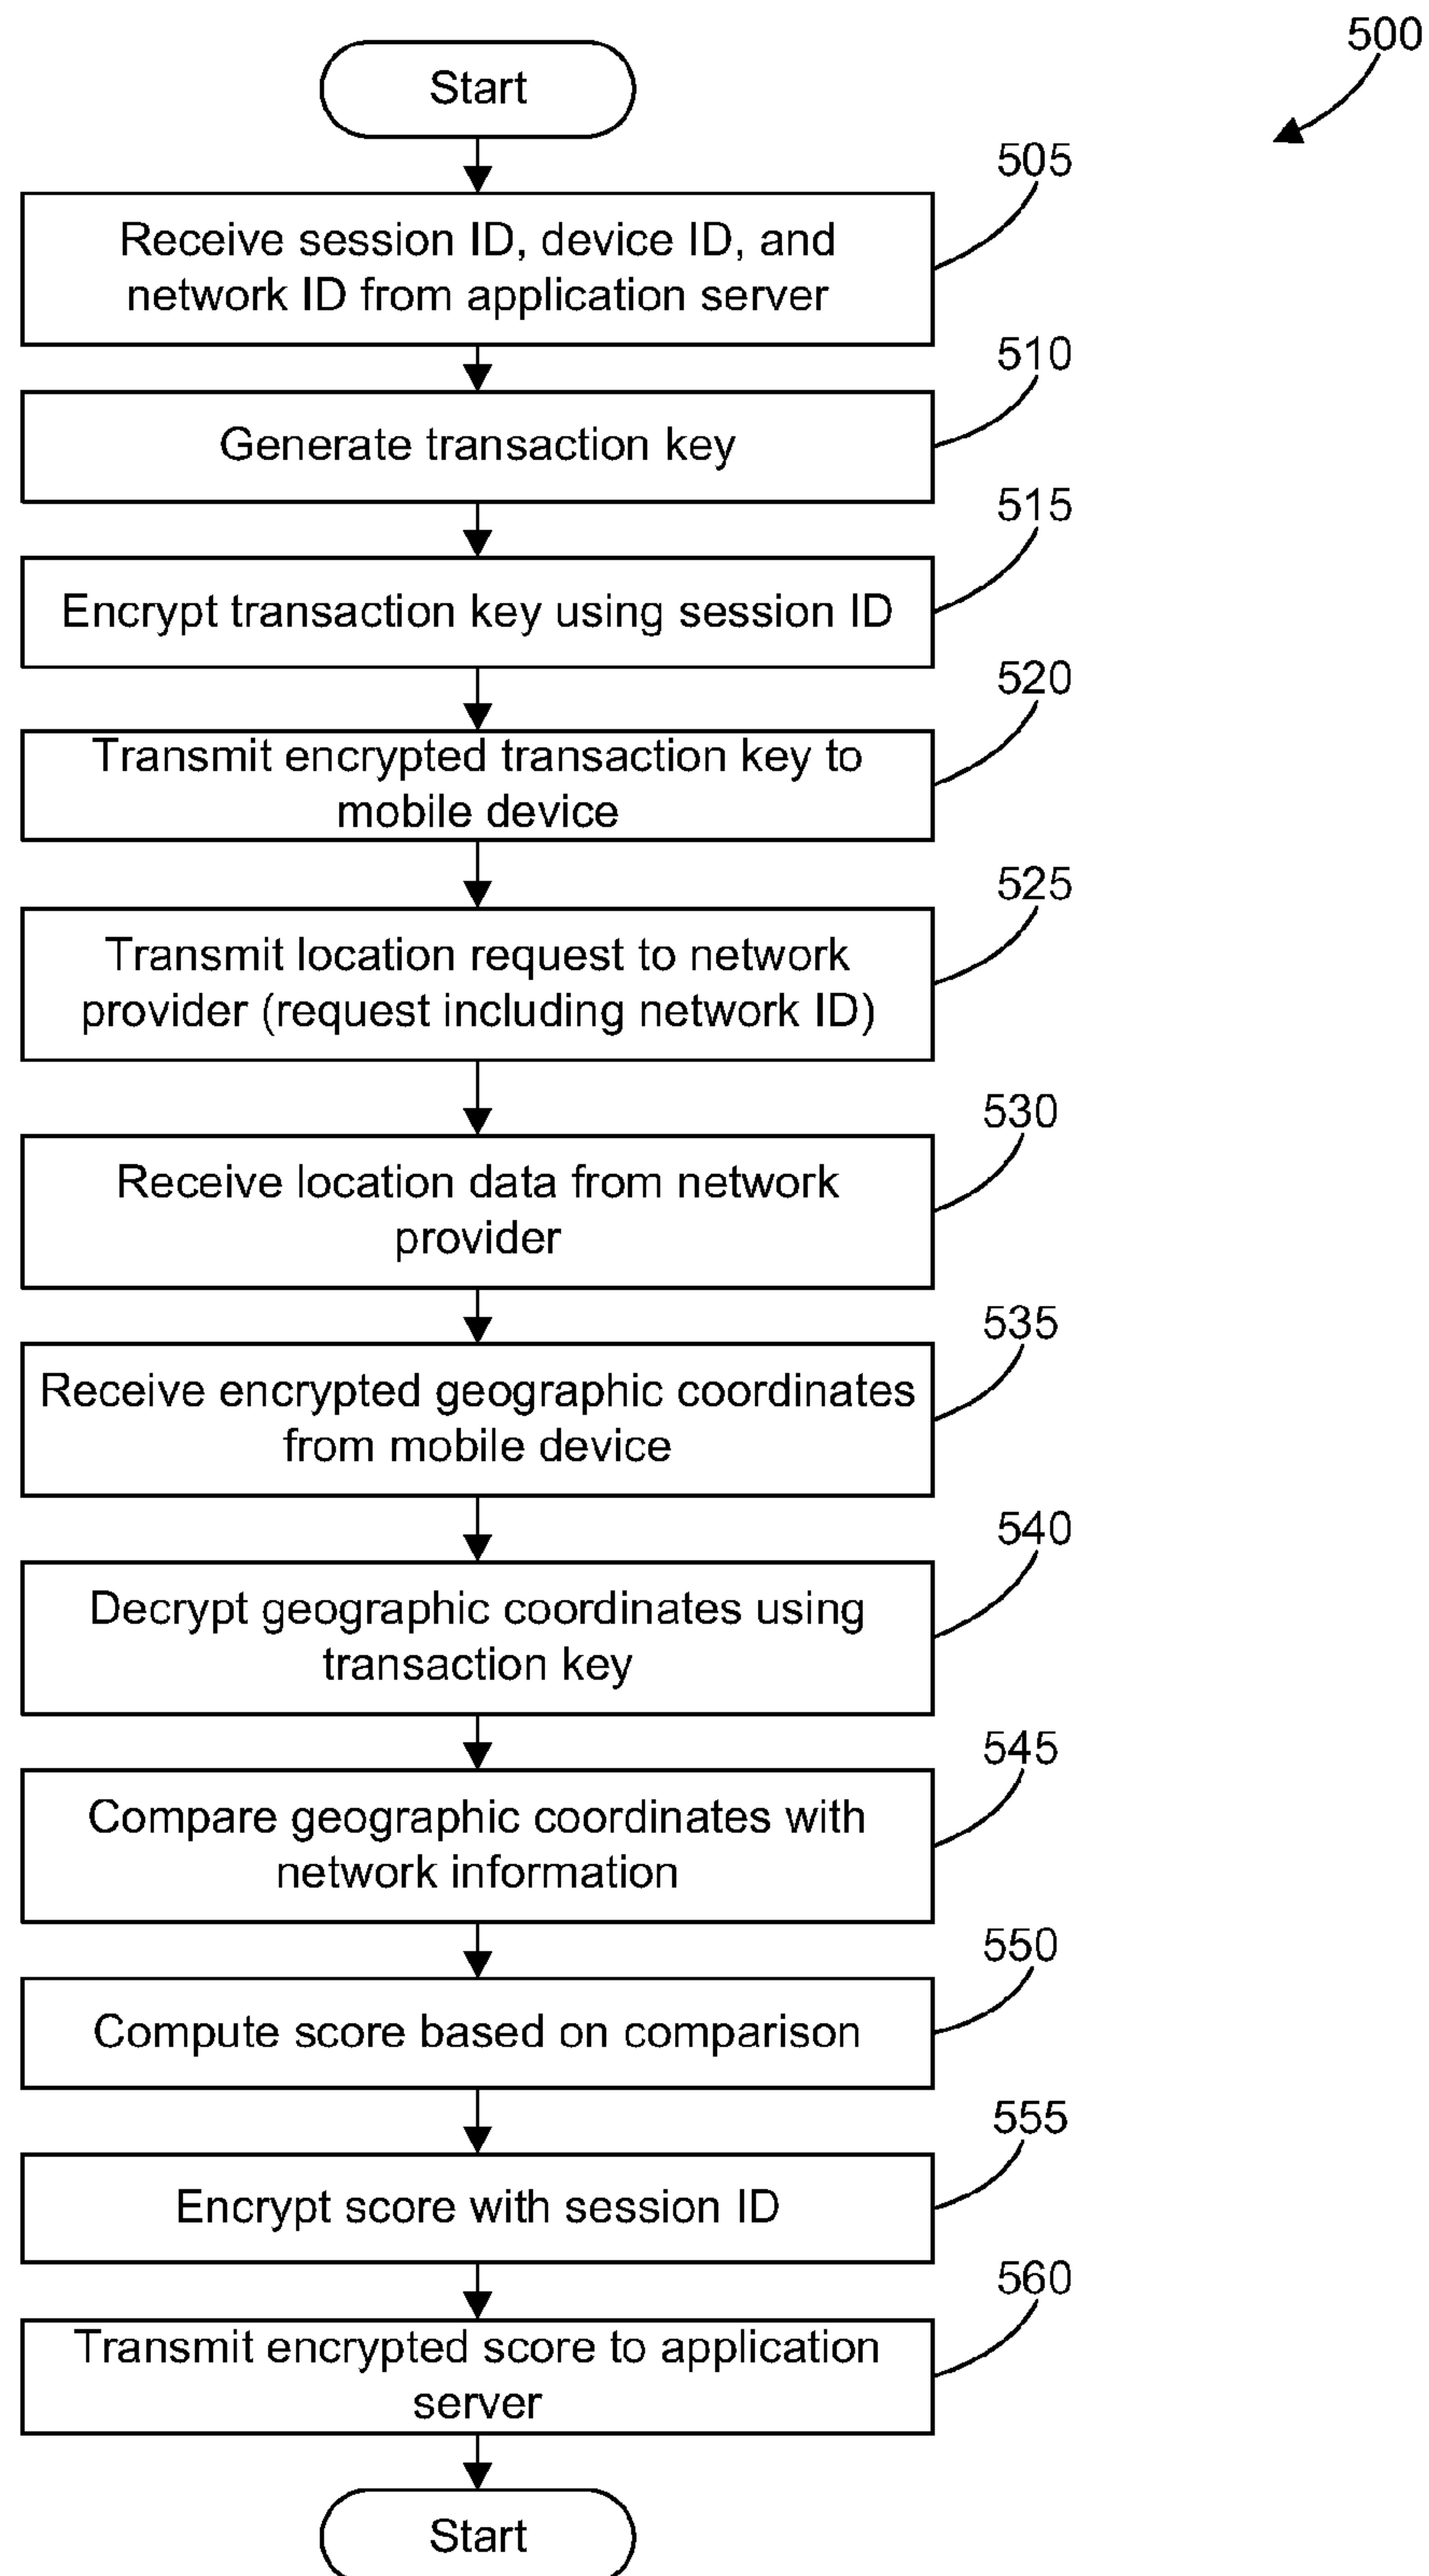 500
Start
505
Receive session ID, device ID, and
network ID from application server
510
Generate transaction key
515
Encrypt transaction key using session ID
520
Transmit encrypted transaction key to
mobile device
525
Transmit location request to network
provider (request including network ID)
530
Receive location data from network
provider
535
Receive encrypted geographic coordinates
from mobile device
540
Decrypt geographic coordinates using
transaction key
545
Compare geographic coordinates with
network information
550
Compute score based on comparison
555
Encrypt score with session ID
560
Transmit encrypted score to application
server
Start